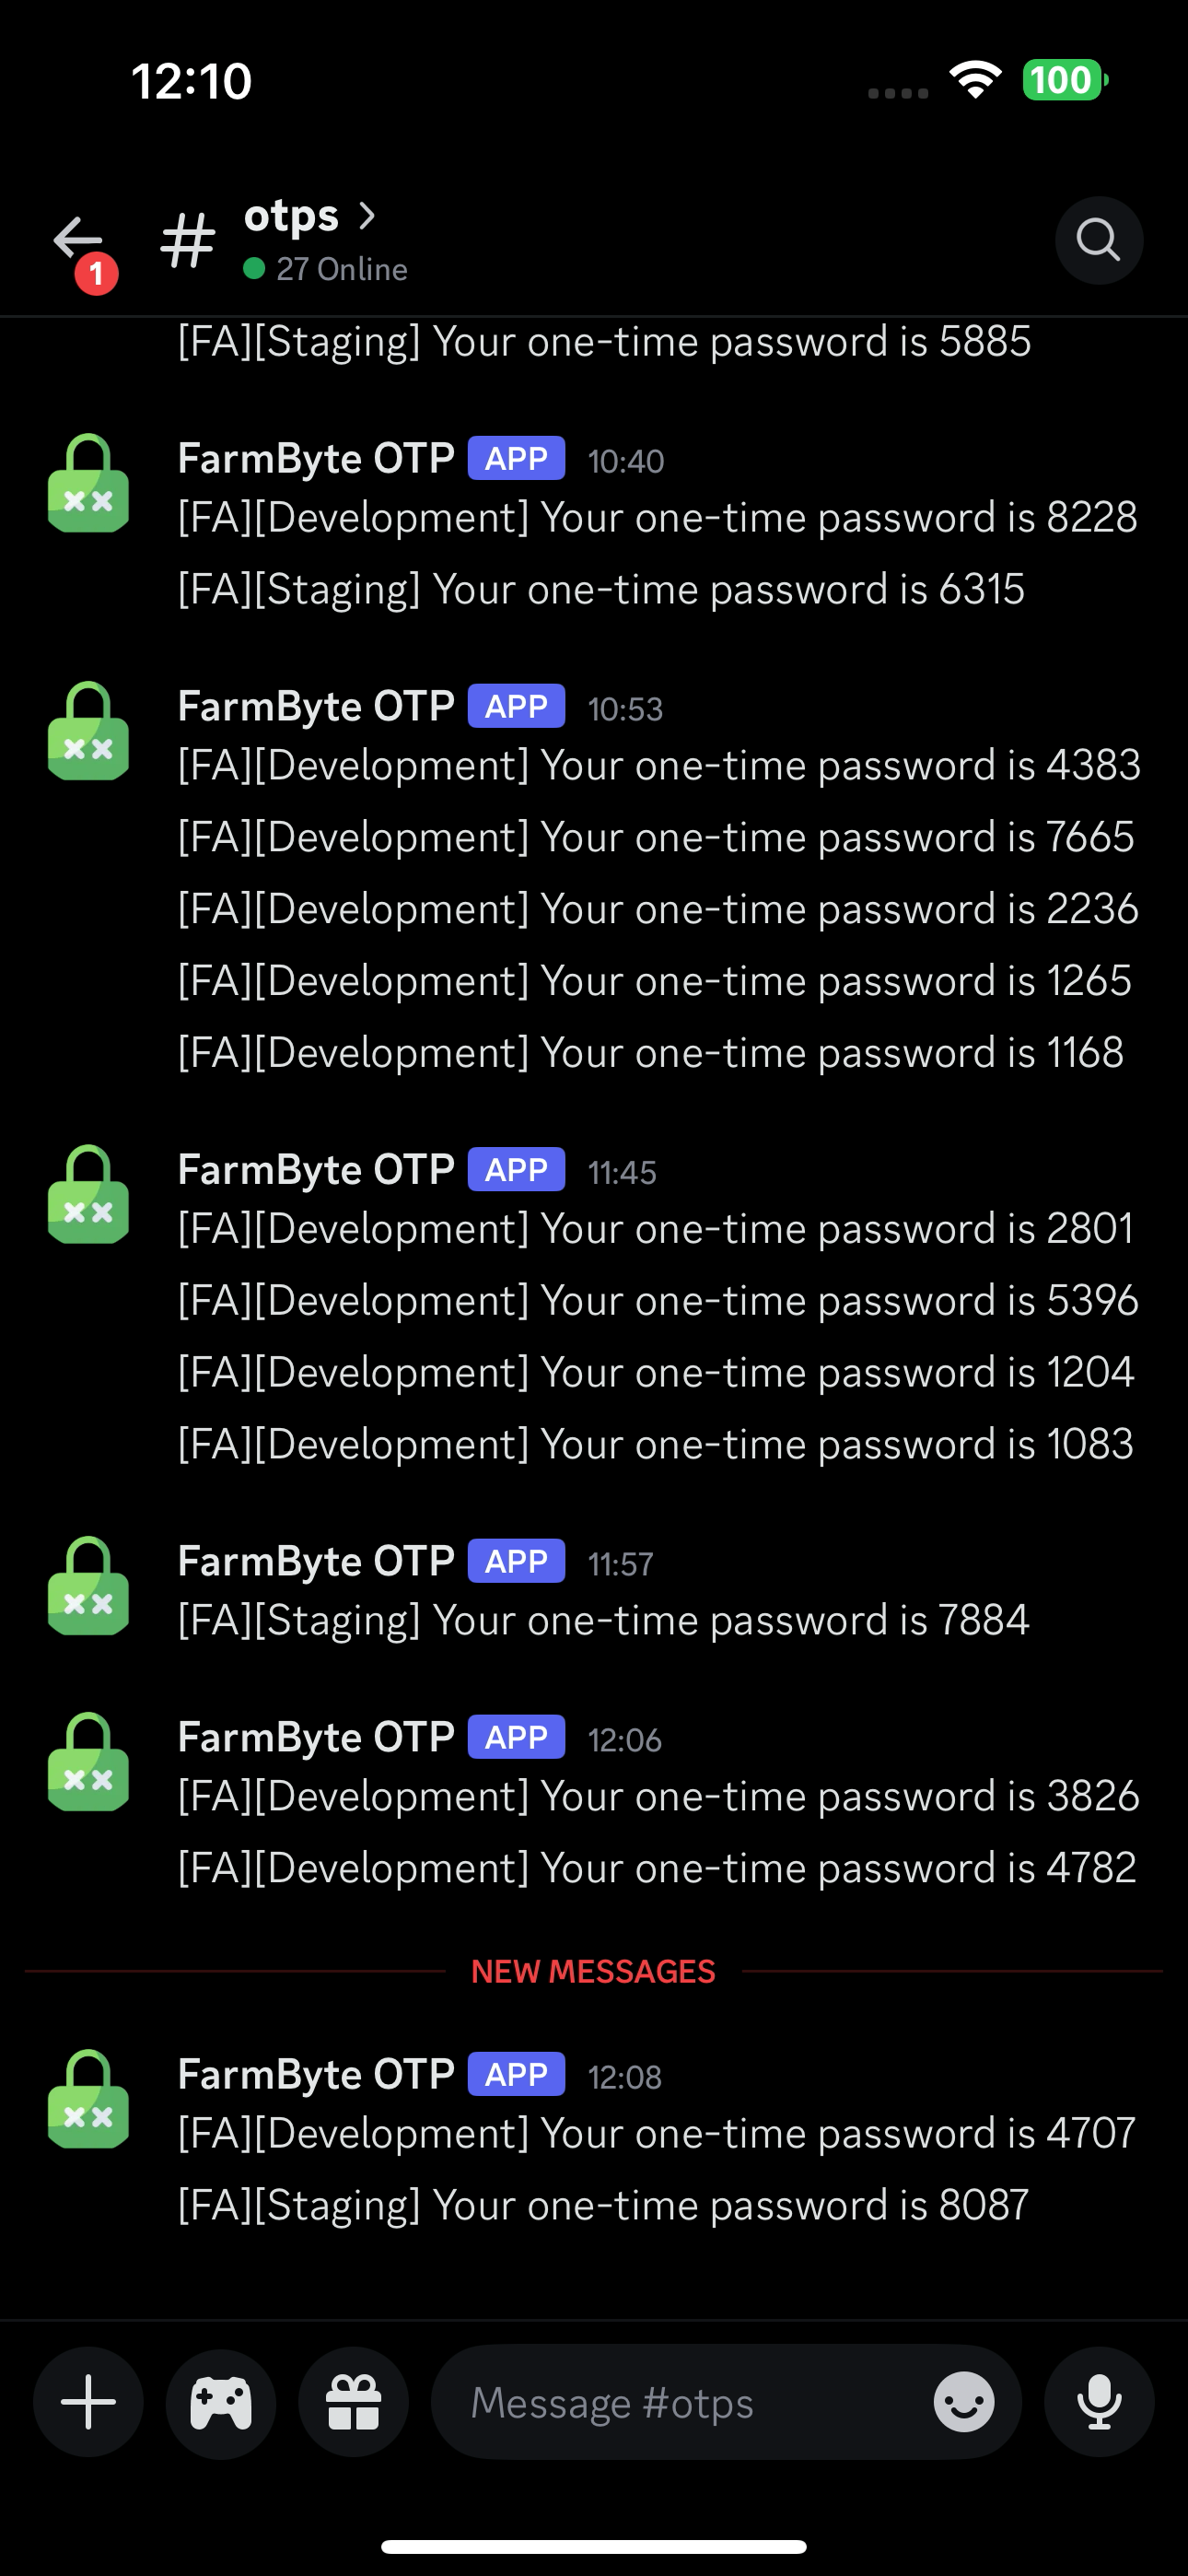 12:10
100
1
# otps >
27 Online
[FA][Staging] Your one-time password is 5885
FarmByte OTP APP 10:40
[FA][Development] Your one-time password is 8228
[FA][Staging] Your one-time password is 6315
FarmByte OTP APP 10:53
[FA][Development] Your one-time password is 4383
[FA][Development] Your one-time password is 7665
[FA][Development] Your one-time password is 2236
[FA][Development] Your one-time password is 1265
[FA][Development] Your one-time password is 1168
FarmByte OTP APP 11:45
[FA][Development] Your one-time password is 2801
[FA][Development] Your one-time password is 5396
[FA][Development] Your one-time password is 1204
[FA][Development] Your one-time password is 1083
FarmByte OTP APP 11:57
[FA][Staging] Your one-time password is 7884
FarmByte OTP APP 12:06
[FA][Development] Your one-time password is 3826
[FA][Development] Your one-time password is 4782
NEW MESSAGES
FarmByte OTP APP 12:08
[FA][Development] Your one-time password is 4707
[FA][Staging] Your one-time password is 8087
Message #otps